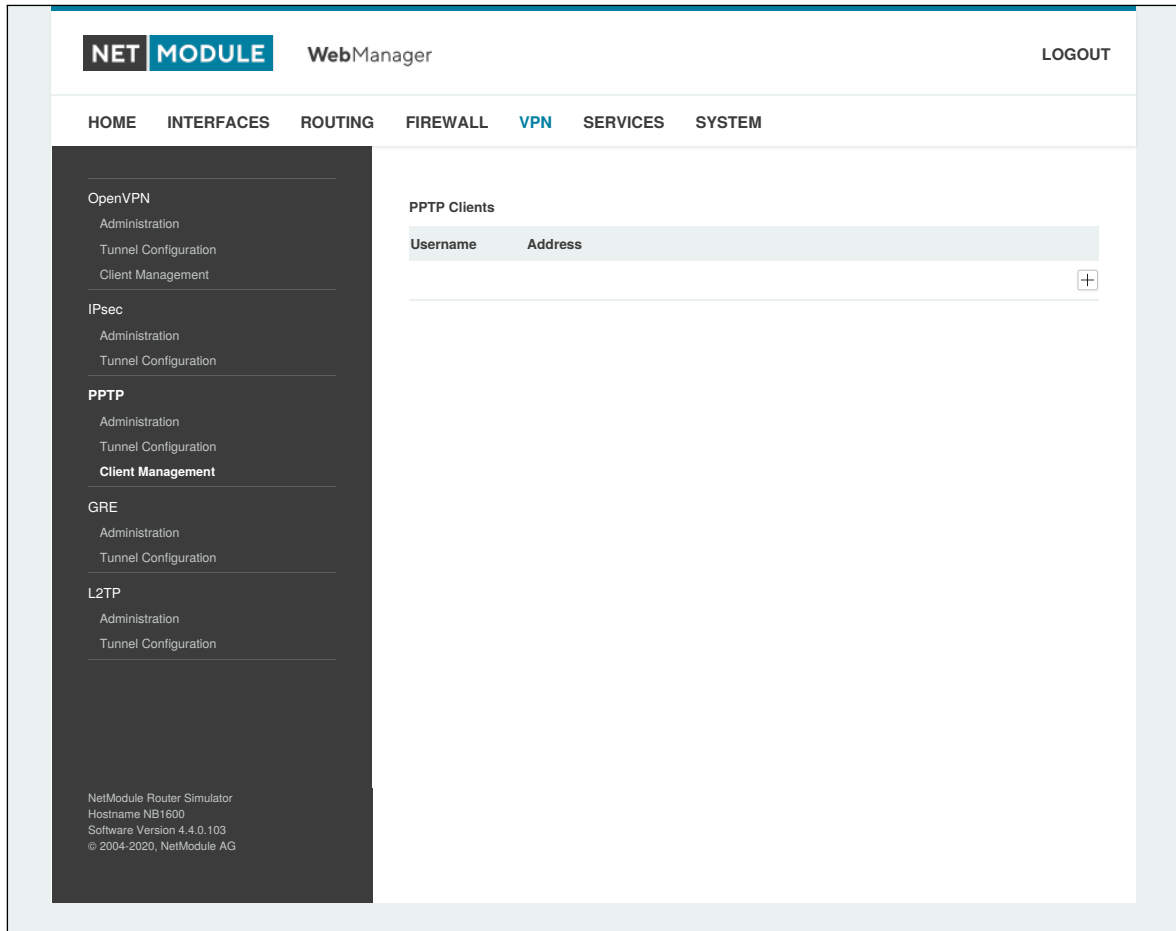 NET MODULE WebManager LOGOUT
HOME INTERFACES ROUTING FIREWALL VPN SERVICES SYSTEM
OpenVPN
Administration
Tunnel Configuration
Client Management
IPsec
Administration
Tunnel Configuration
PPTP
Administration
Tunnel Configuration
Client Management
GRE
Administration
Tunnel Configuration
L2TP
Administration
Tunnel Configuration
NetModule Router Simulator
Hostname NB1600
Software Version 4.4.0.103
© 2004-2020, NetModule AG
PPTP Clients
Username Address